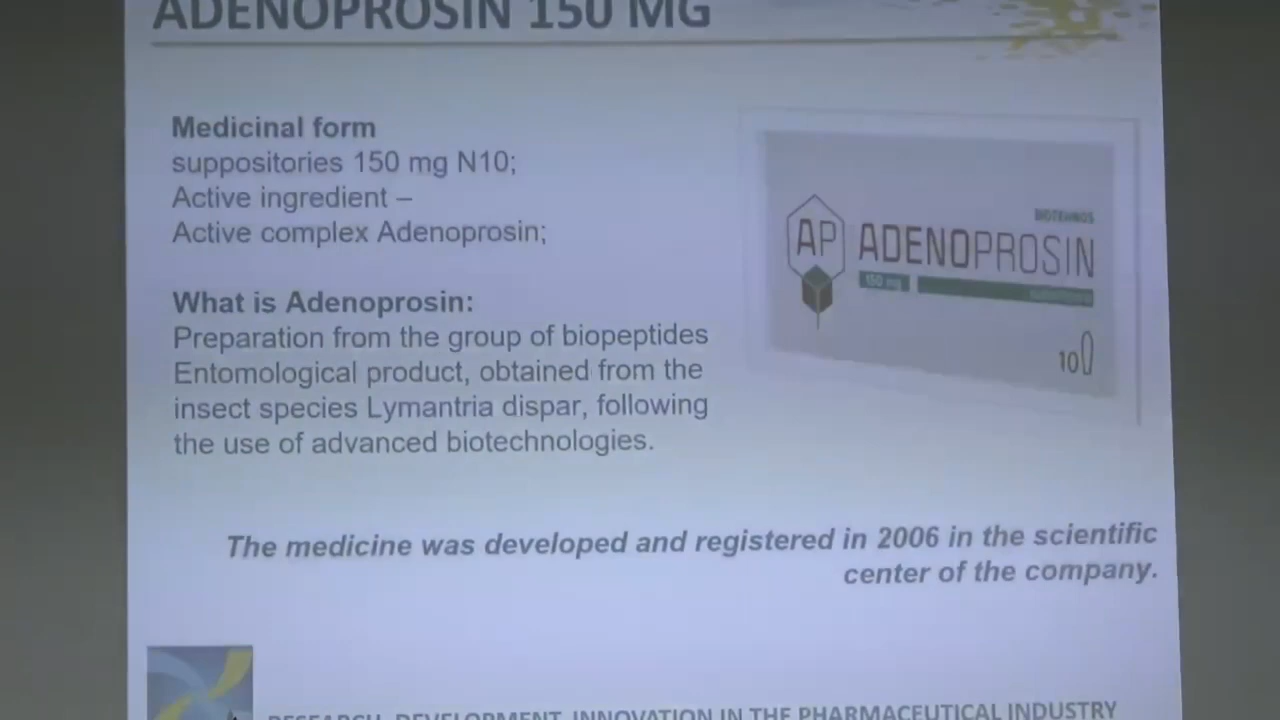 ADENOPROSIN 150 MG
Medicinal form
suppositories 150 mg N10;
Active ingredient –
Active complex Adenoprosin;
What is Adenoprosin:
Preparation from the group of biopeptides
Entomological product, obtained from the
insect species Lymantria dispar, following
the use of advanced biotechnologies.
BIOTEHNOS
AP ADENOPROSIN
150 mg
10
The medicine was developed and registered in 2006 in the scientific
center of the company.
RESEARCH, DEVELOPMENT, INNOVATION IN THE PHARMACEUTICAL INDUSTRY